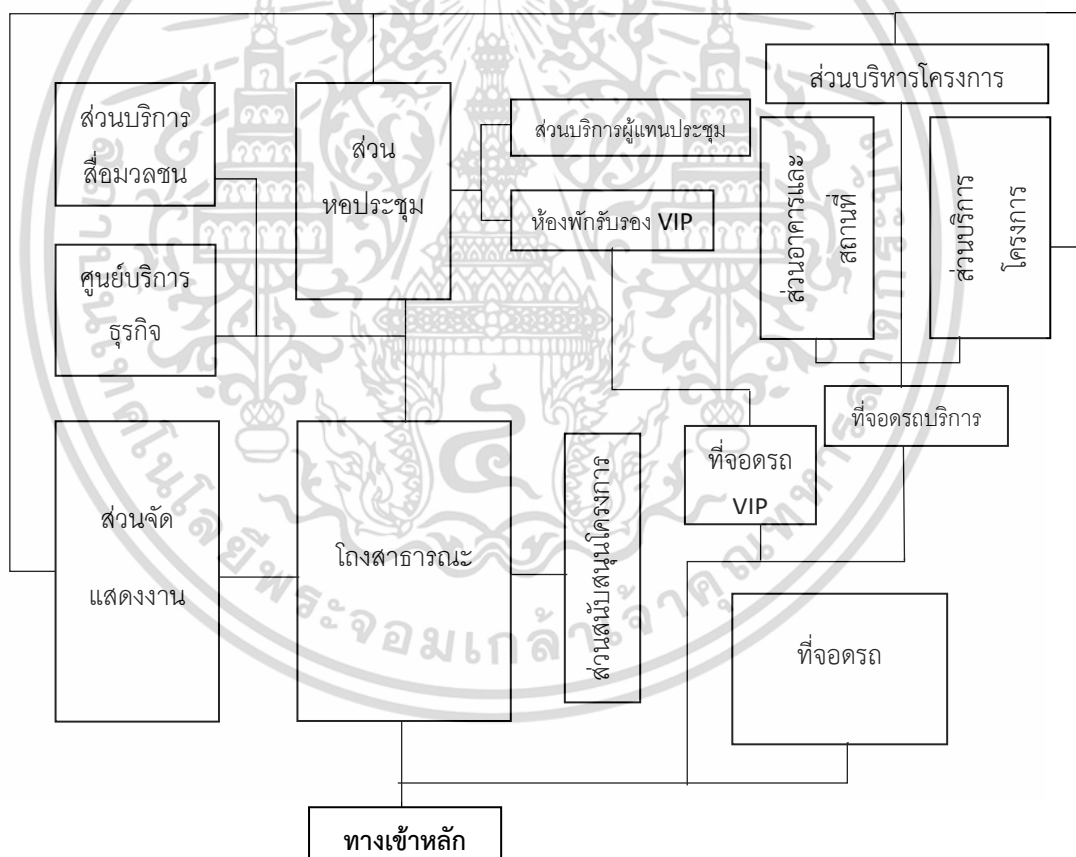 ส่วนบริหารโครงการ
ส่วนบริการ
สื่อมวลชน
ส่วน
หอประชุม
ส่วนบริการผู้แทนประชุม
ห้องพักรับรอง VIP
ส่วนอาคารและ
สถานที่
ส่วนบริการ
โครงการ
ศูนย์บริการ
ธุรกิจ
ที่จอดรถบริการ
ส่วนจัด
แสดงงาน
โถงสาธารณะ
ส่วนสนับสนุนโครงการ
ที่จอดรถ
VIP
ที่จอดรถ
ทางเข้าหลัก